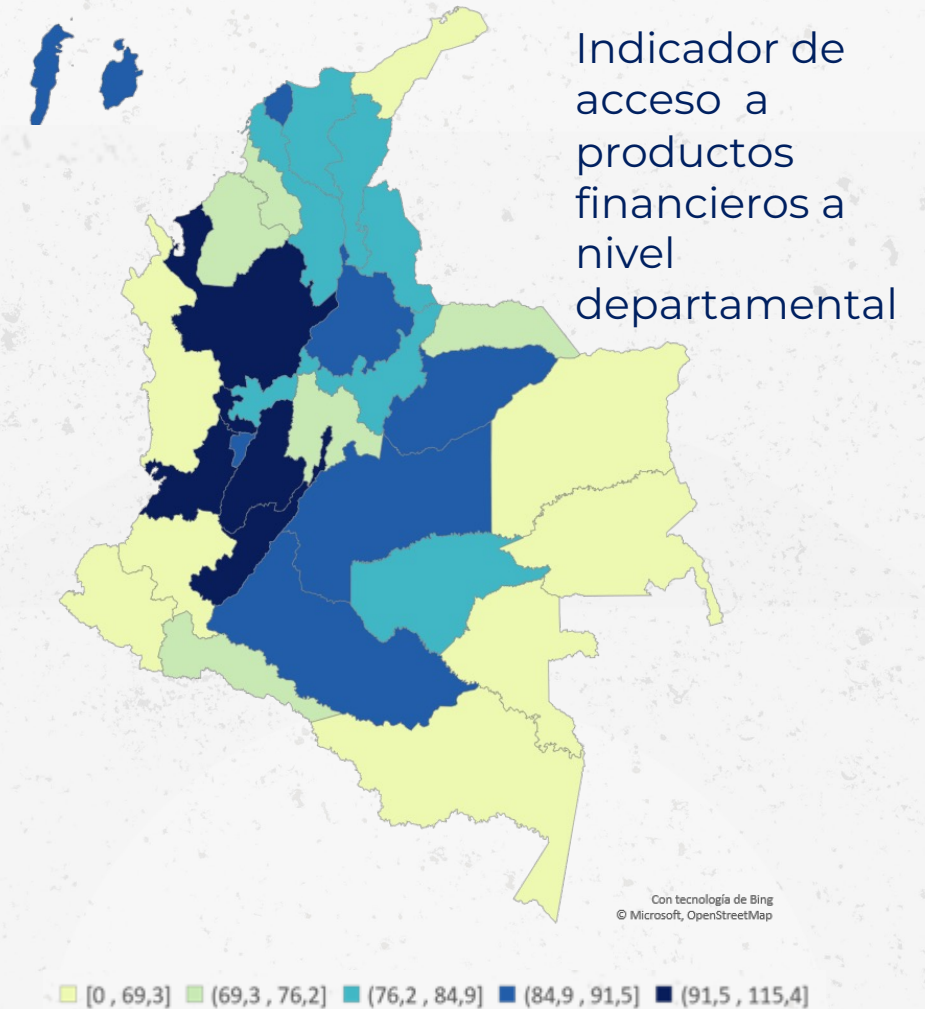 Indicador de
acceso a
productos
financieros a
nivel
departamental
Con tecnología de Bing
© Microsoft, OpenStreetMap
[0 , 69,3] (69,3 , 76,2] (76,2 , 84,9] (84,9 , 91,5] (91,5 , 115,4]